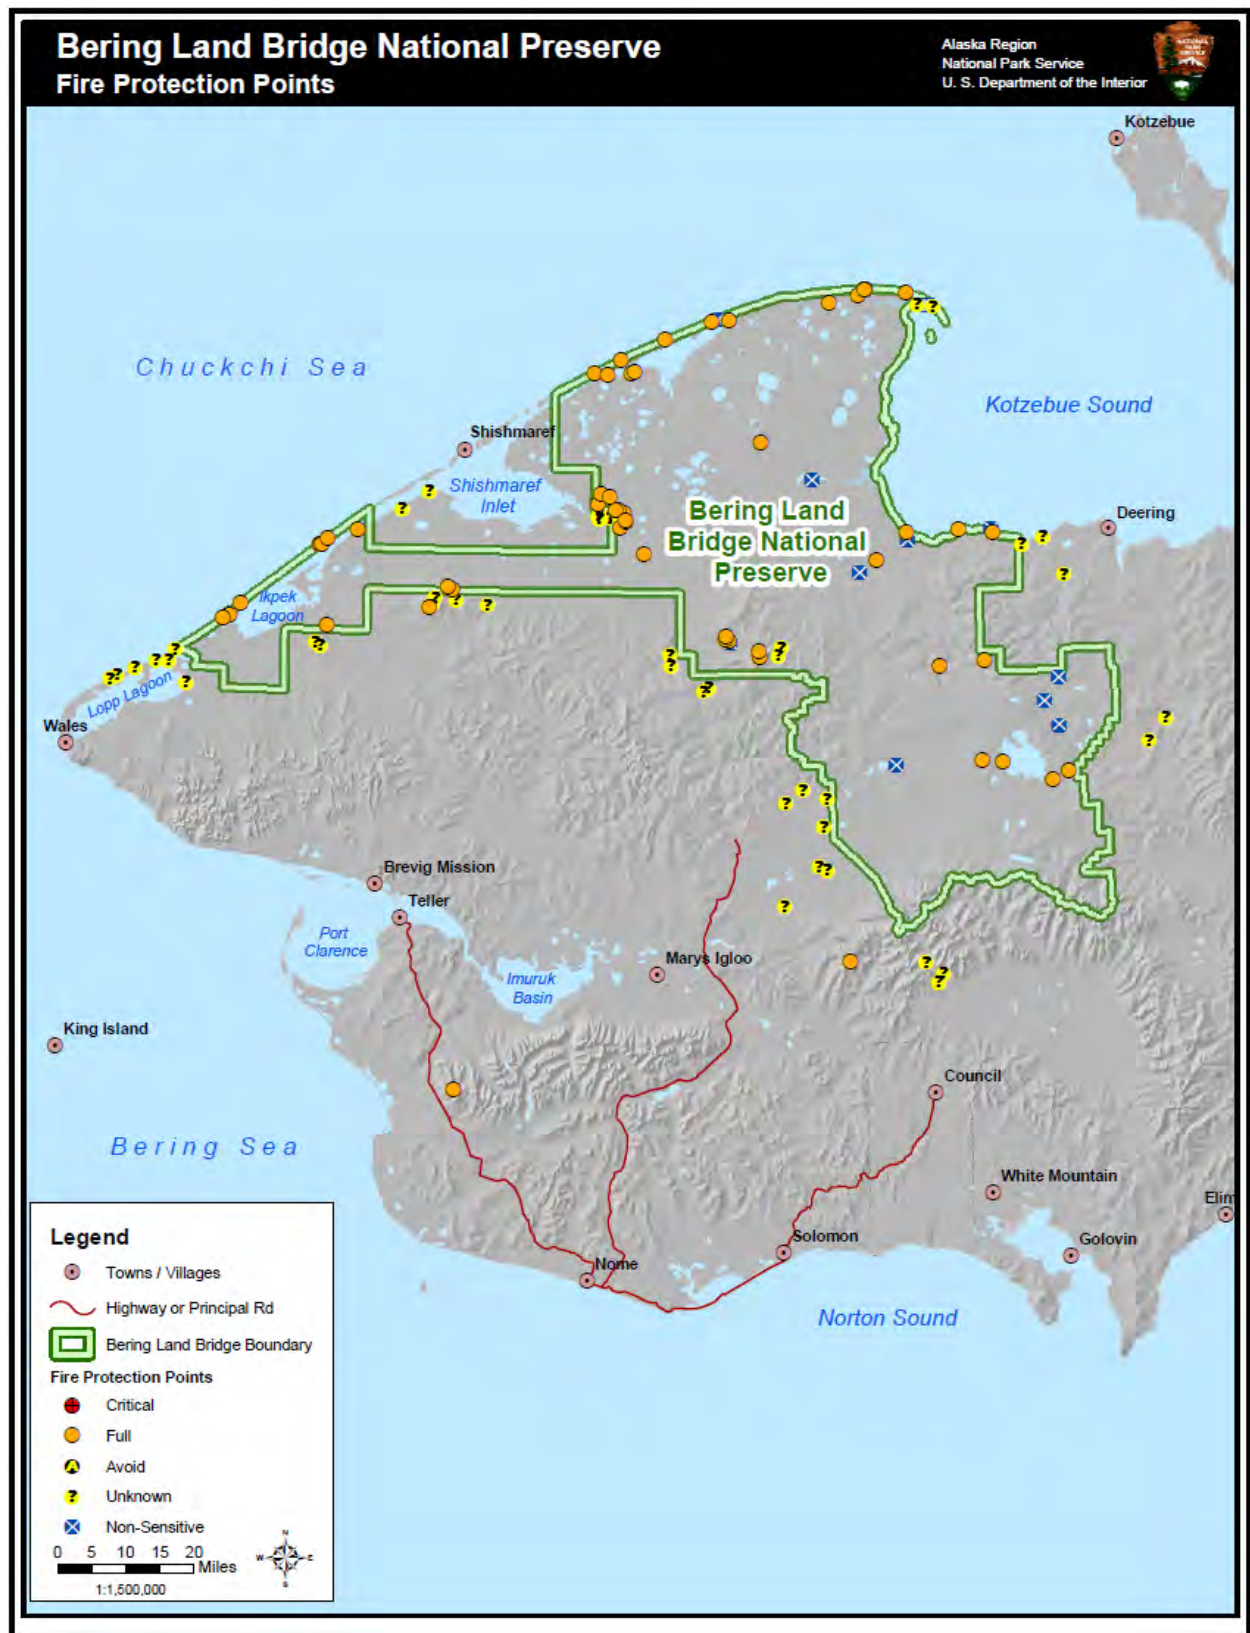 Bering Land Bridge National Preserve
Fire Protection Points
Alaska Region
National Park Service
U. S. Department of the Interior
NATIONAL
PARK
SERVICE
Kotzebue
Chuckchi Sea
Kotzebue Sound
Shishmaref
Shishmaref
Inlet
Bering Land
Bridge National
Preserve
Deering
Ikpek
Lagoon
Lopp Lagoon
Wales
Brevig Mission
Teller
Port
Clarence
Marys Igloo
Imuruk
Basin
King Island
Council
Bering Sea
White Mountain
Elim
Solomon
Golovin
Nome
Norton Sound
Legend
Towns / Villages
Highway or Principal Rd
Bering Land Bridge Boundary
Fire Protection Points
Critical
Full
Avoid
Unknown
Non-Sensitive
0 5 10 15 20
Miles
1:1,500,000
N
W E
S